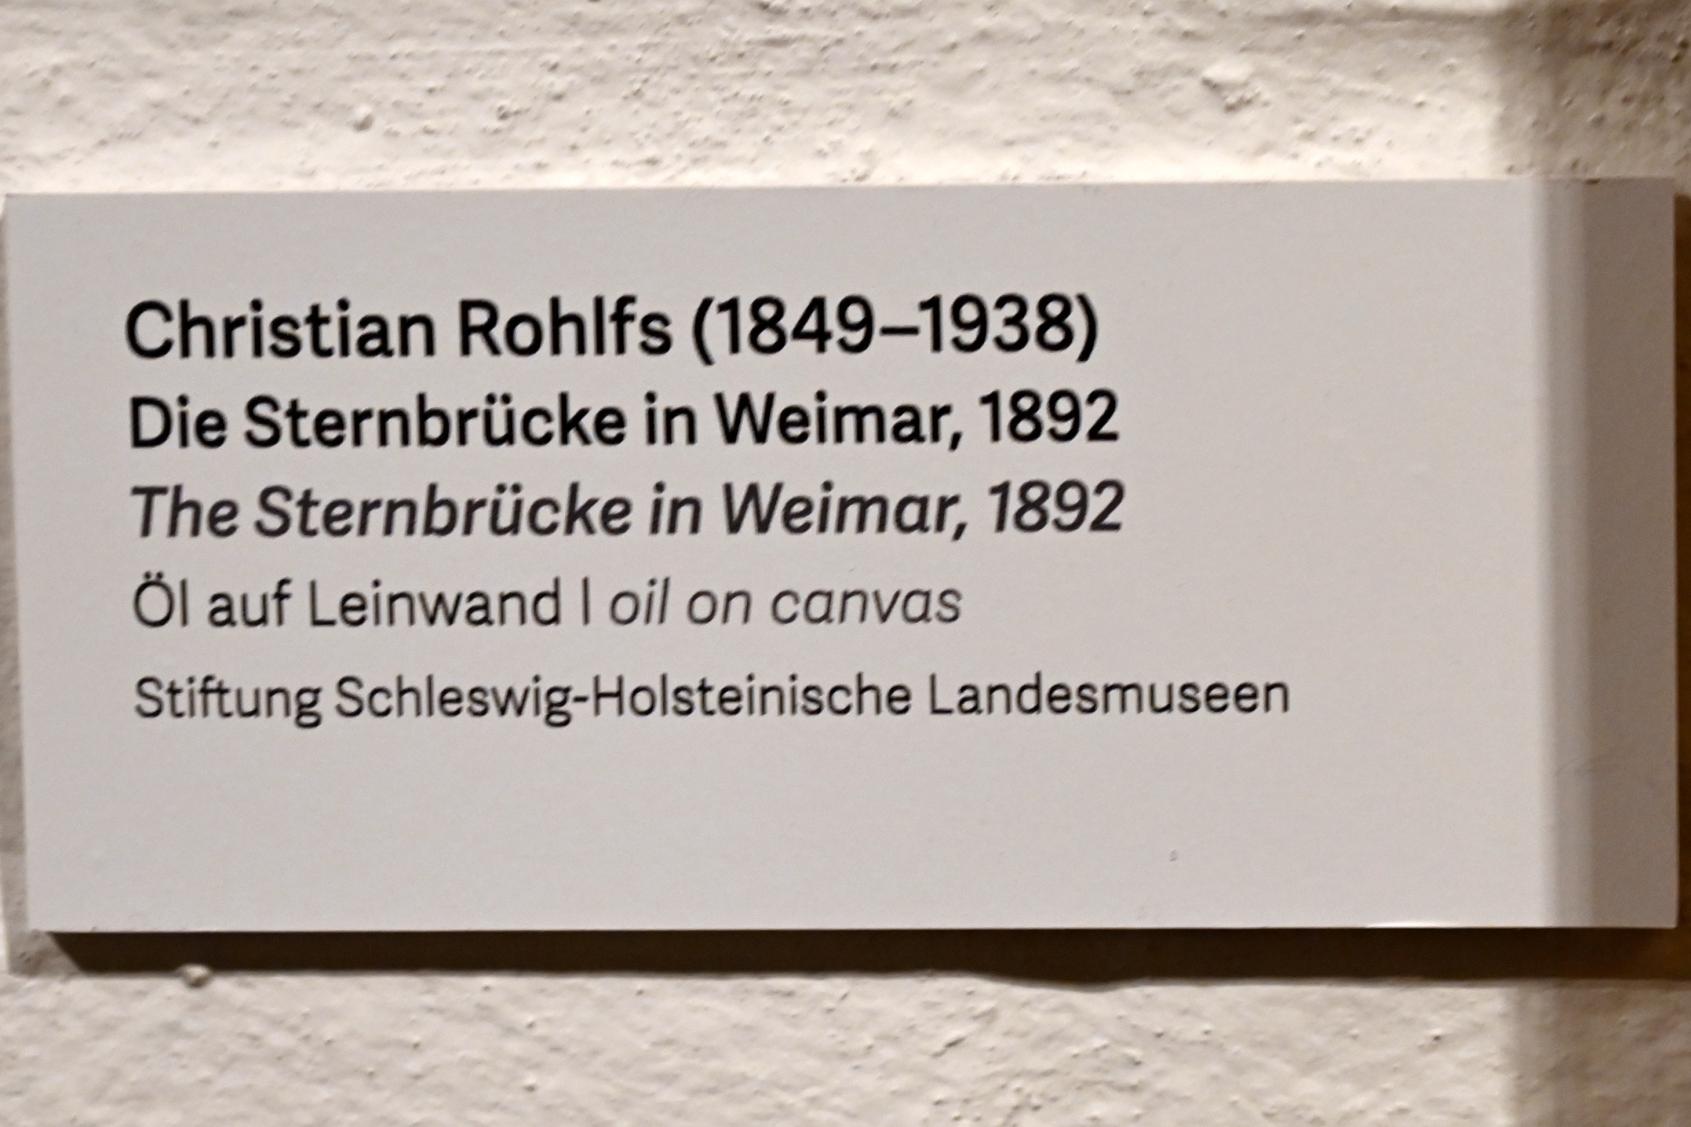 Christian Rohlfs (1849–1938)
Die Sternbrücke in Weimar, 1892
The Sternbrücke in Weimar, 1892
Öl auf Leinwand | oil on canvas
Stiftung Schleswig-Holsteinische Landesmuseen